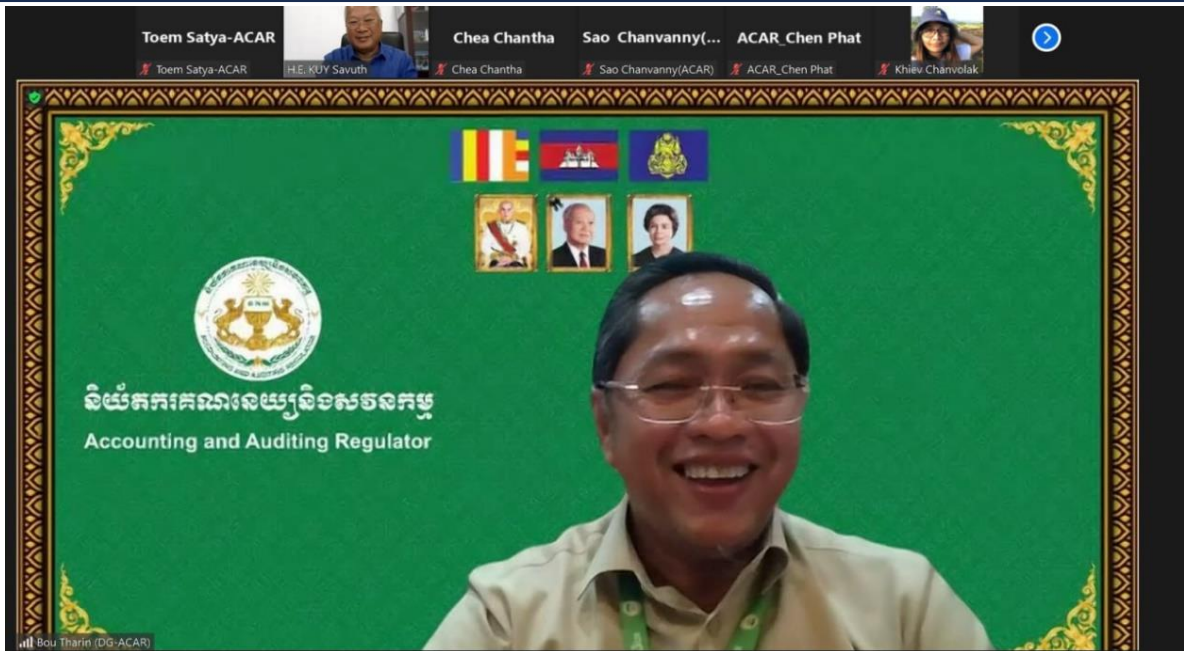 Toem Satya-ACAR
Chea Chantha
Sao Chanvanny(...
ACAR_Chen Phat
Toem Satya-ACAR
H.E. KUY Savuth
Chea Chantha
Sao Chanvanny(ACAR)
ACAR_Chen Phat
Khiev Chanvolak
និយ័តករគណនេយ្យនិងសវនកម្ម
Accounting and Auditing Regulator
Bou Tharin (DG-ACAR)